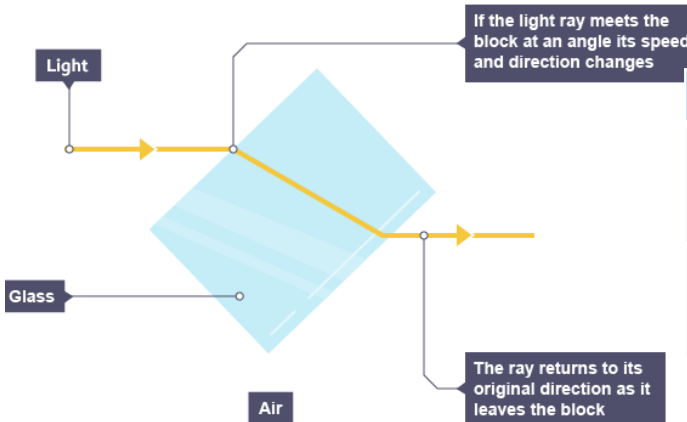 If the light ray meets the
block at an angle its speed
and direction changes
Light
Glass
The ray returns to its
original direction as it
leaves the block
Air